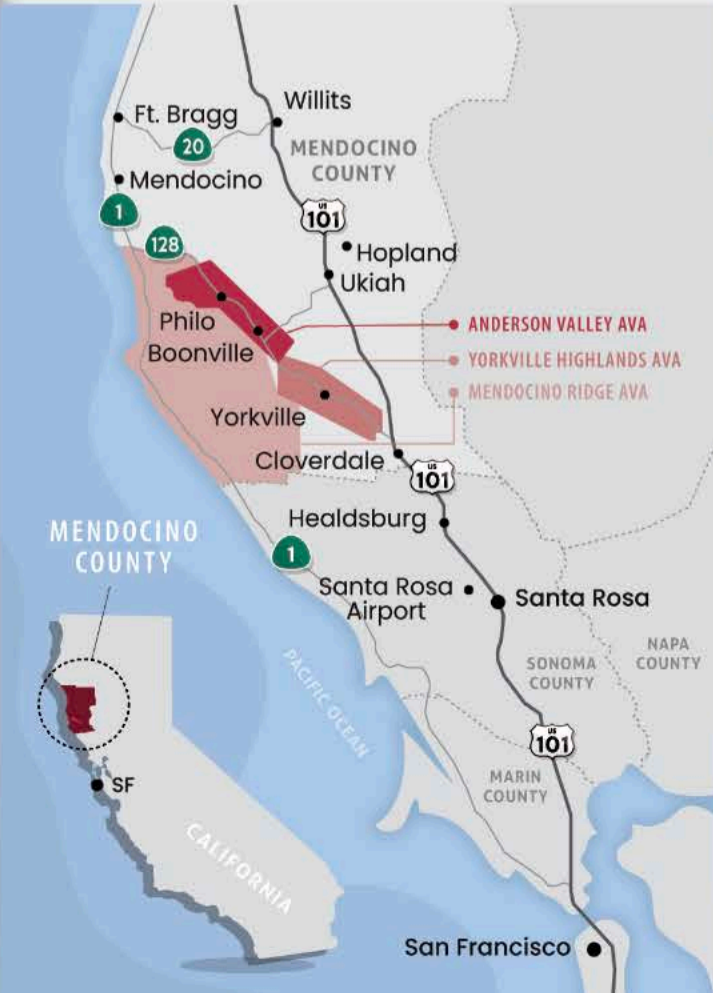 Ft. Bragg
Willits
20
MENDOCINO
COUNTY
Mendocino
1
US
101
128
Hopland
Ukiah
Philo
Boonville
ANDERSON VALLEY AVA
YORKVILLE HIGHLANDS AVA
MENDOCINO RIDGE AVA
Yorkville
Cloverdale
US
101
Healdsburg
MENDOCINO
COUNTY
1
Santa Rosa
Airport
Santa Rosa
SONOMA
COUNTY
NAPA
COUNTY
PACIFIC OCEAN
US
101
MARIN
COUNTY
SF
CALIFORNIA
San Francisco